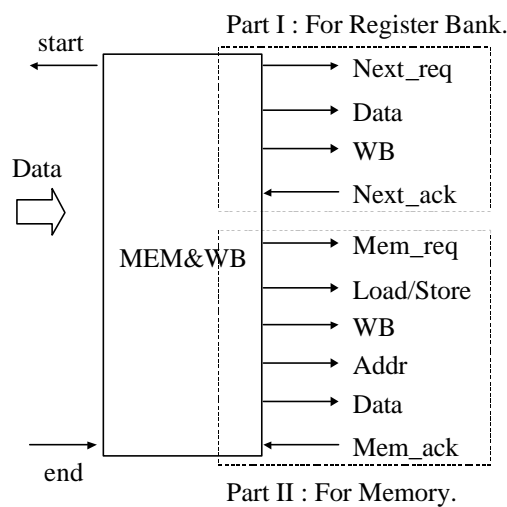 Part I : For Register Bank.
start
Next_req
Data
WB
Next_ack
Data
MEM&WB
Mem_req
Load/Store
WB
Addr
Data
Mem_ack
end
Part II : For Memory.